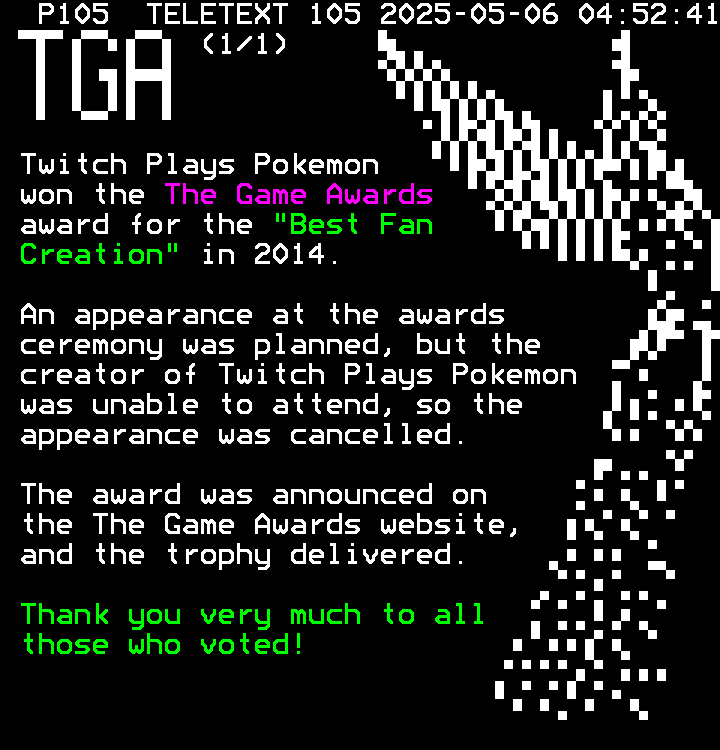 P105 TELETEXT 105 2025-05-06 04:52:41
TGA (1/1)
Twitch Plays Pokemon
won the The Game Awards
award for the "Best Fan
Creation" in 2014.
An appearance at the awards
ceremony was planned, but the
creator of Twitch Plays Pokemon
was unable to attend, so the
appearance was cancelled.
The award was announced on
the The Game Awards website,
and the trophy delivered.
Thank you very much to all
those who voted!